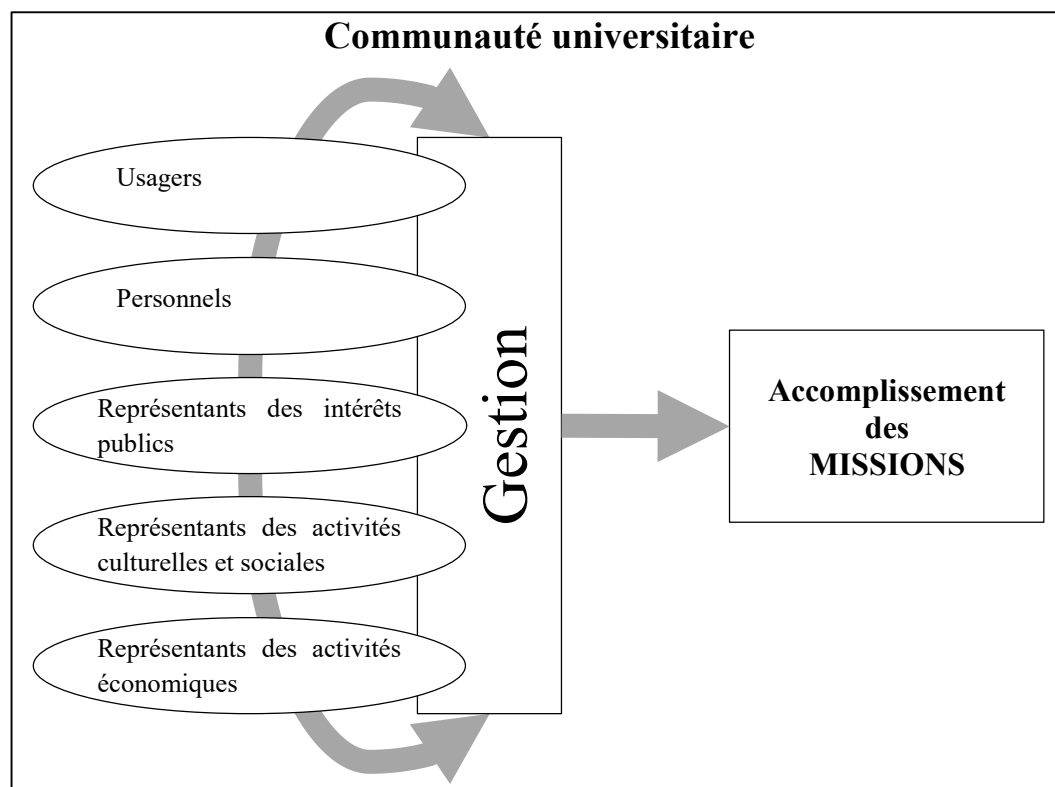 Communauté universitaire
Usagers
Personnels
Représentants des intérêts
publics
Représentants des activités
culturelles et sociales
Représentants des activités
économiques
Gestion
Accomplissement
des
MISSIONS